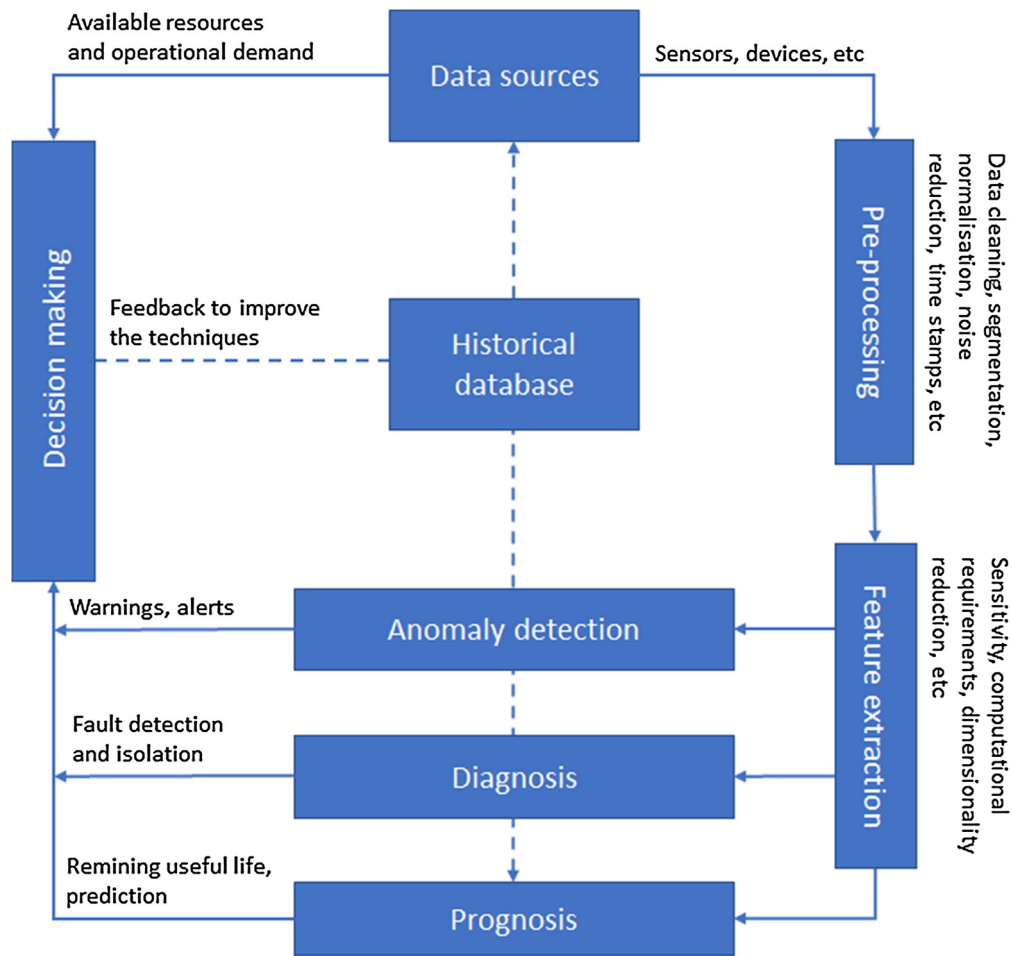 Available resources
and operational demand
Data sources
Sensors, devices, etc
Decision making
Feedback to improve
the techniques
Historical
database
Pre-processing
Data cleaning, segmentation,
normalisation, noise
reduction, time stamps, etc
Warnings, alerts
Anomaly detection
Feature extraction
Sensitivity, computational
requirements, dimensionality
reduction, etc
Fault detection
and isolation
Diagnosis
Remining useful life,
prediction
Prognosis